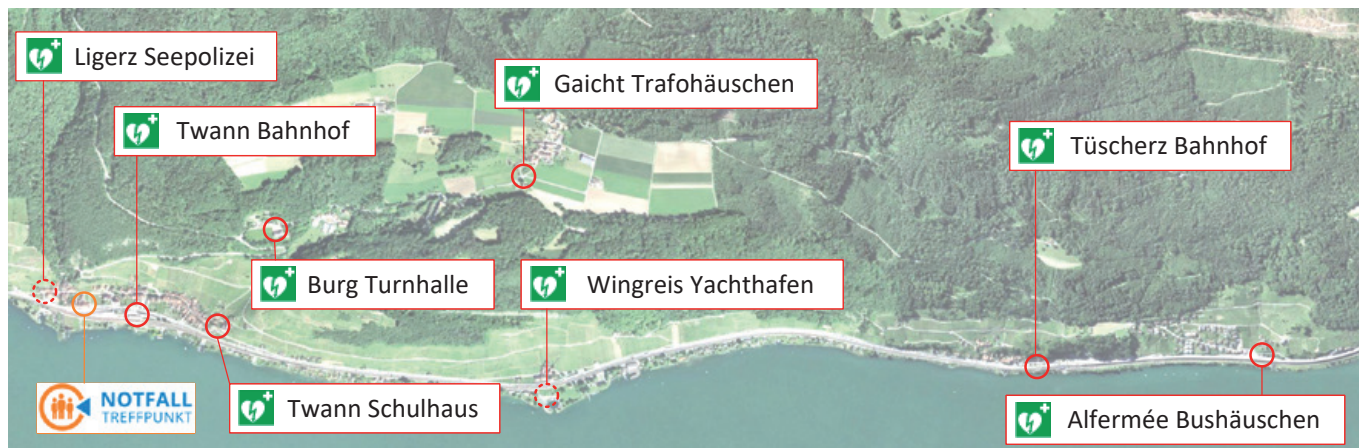 Ligerz Seepolizei
Twann Bahnhof
Gaicht Trafohäuschen
Tüscherz Bahnhof
Burg Turnhalle
Wingreis Yachthafen
NOTFALL
TREFFPUNKT
Twann Schulhaus
Alfermée Bushäuschen